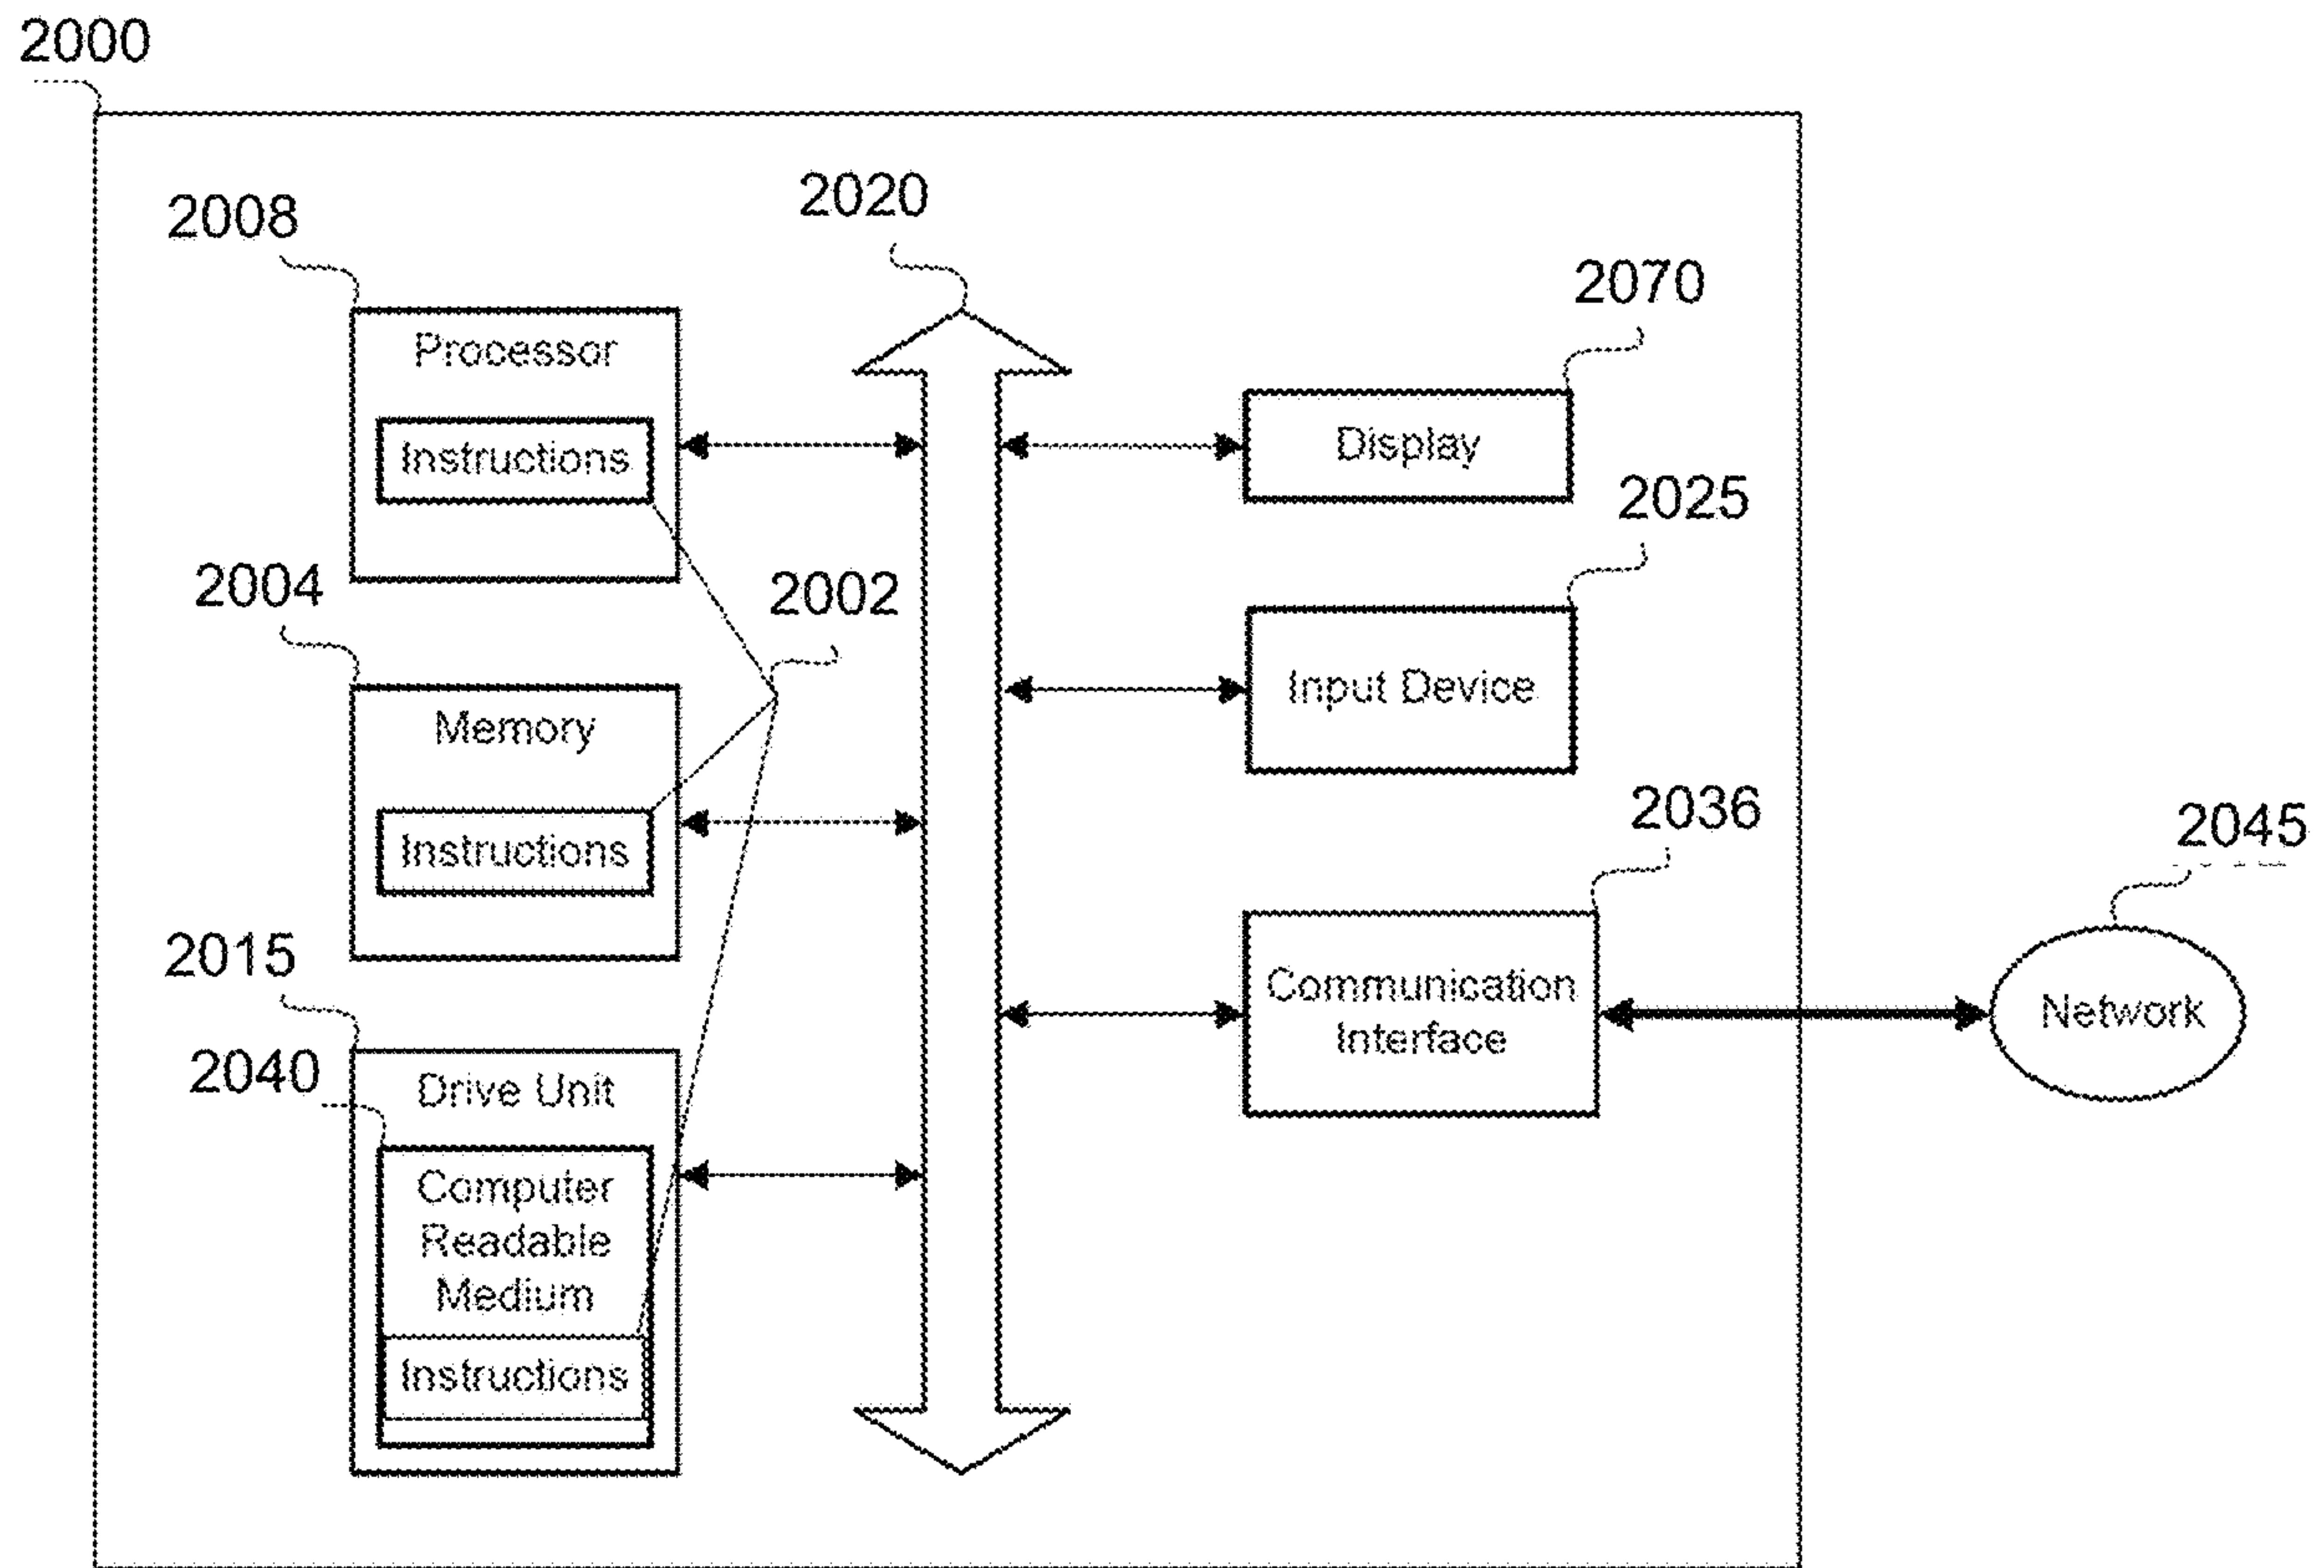 2000
2008
2020
2070
Processor
Instructions
Display
2025
2004
2002
Input Device
Memory
Instructions
2036
2045
2015
Communication
Interface
Network
2040
Drive Unit
Computer
Readable
Medium
Instructions